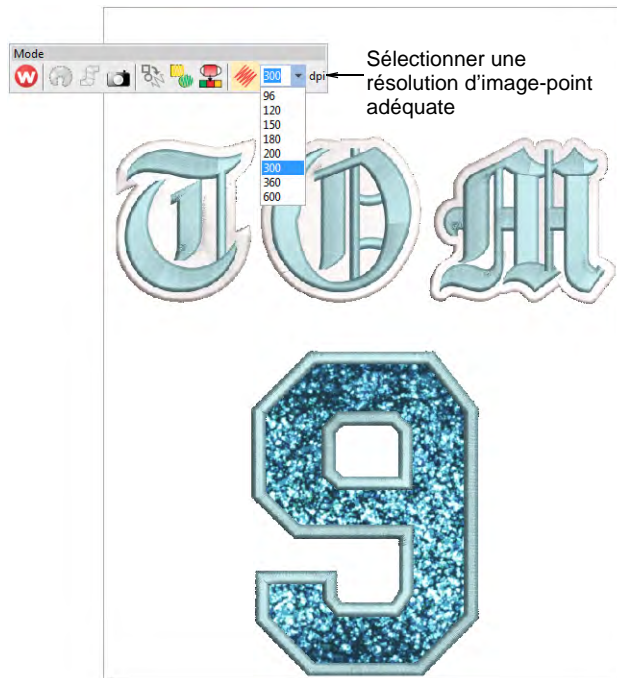 Mode
W
300
dpi
Sélectionner une
résolution d'image-point
adéquate
96
120
150
180
200
300
360
600
TOM
9